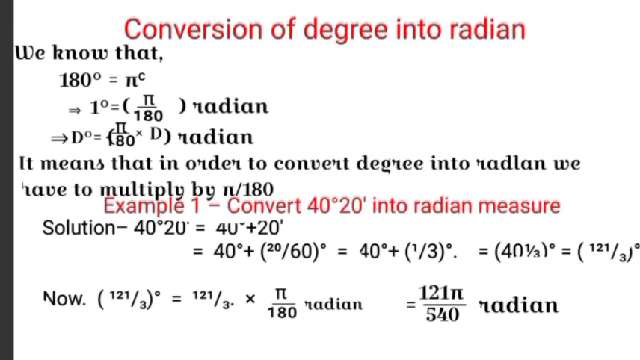 Conversion of degree into radian
We know that,
180° = π^c
⇒ 1°= ( π/180 ) radian
⇒ D°= ( π/180 × D ) radian
It means that in order to convert degree into radIan we
have to multiply by π/180
Example 1 – Convert 40°20' into radian measure
Solution– 40°20' = 40°+20'
= 40°+ (20/60)° = 40°+ (1/3)°. = (40⅓)° = ( 121/3)°
Now. ( 121/3)° = 121/3. × π/180 radian = 121π/540 radian